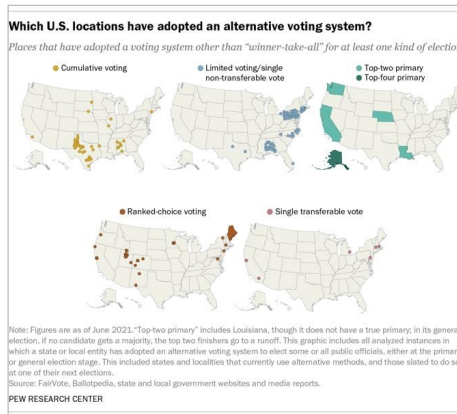 Which U.S. locations have adopted an alternative voting system?
Places that have adopted a voting system other than “winner-take-all” for at least one kind of electio
Cumulative voting
Limited voting/single
non-transferable vote
Top-two primary
Top-four primary
Ranked-choice voting
Single transferable vote
Note: Figures are as of June 2021. “Top-two primary” includes Louisiana, though it does not have a true primary; in its genera
election, if no candidate gets a majority, the top two finishers go to a runoff. This graphic includes all analyzed instances in
which a state or local entity has adopted an alternative voting system to elect some or all public officials, either at the primar
or general election stage. This included states and localities that currently use alternative methods, and those slated to do so
at one of their next elections.
Source: FairVote, Ballotpedia, state and local government websites and media reports.
PEW RESEARCH CENTER